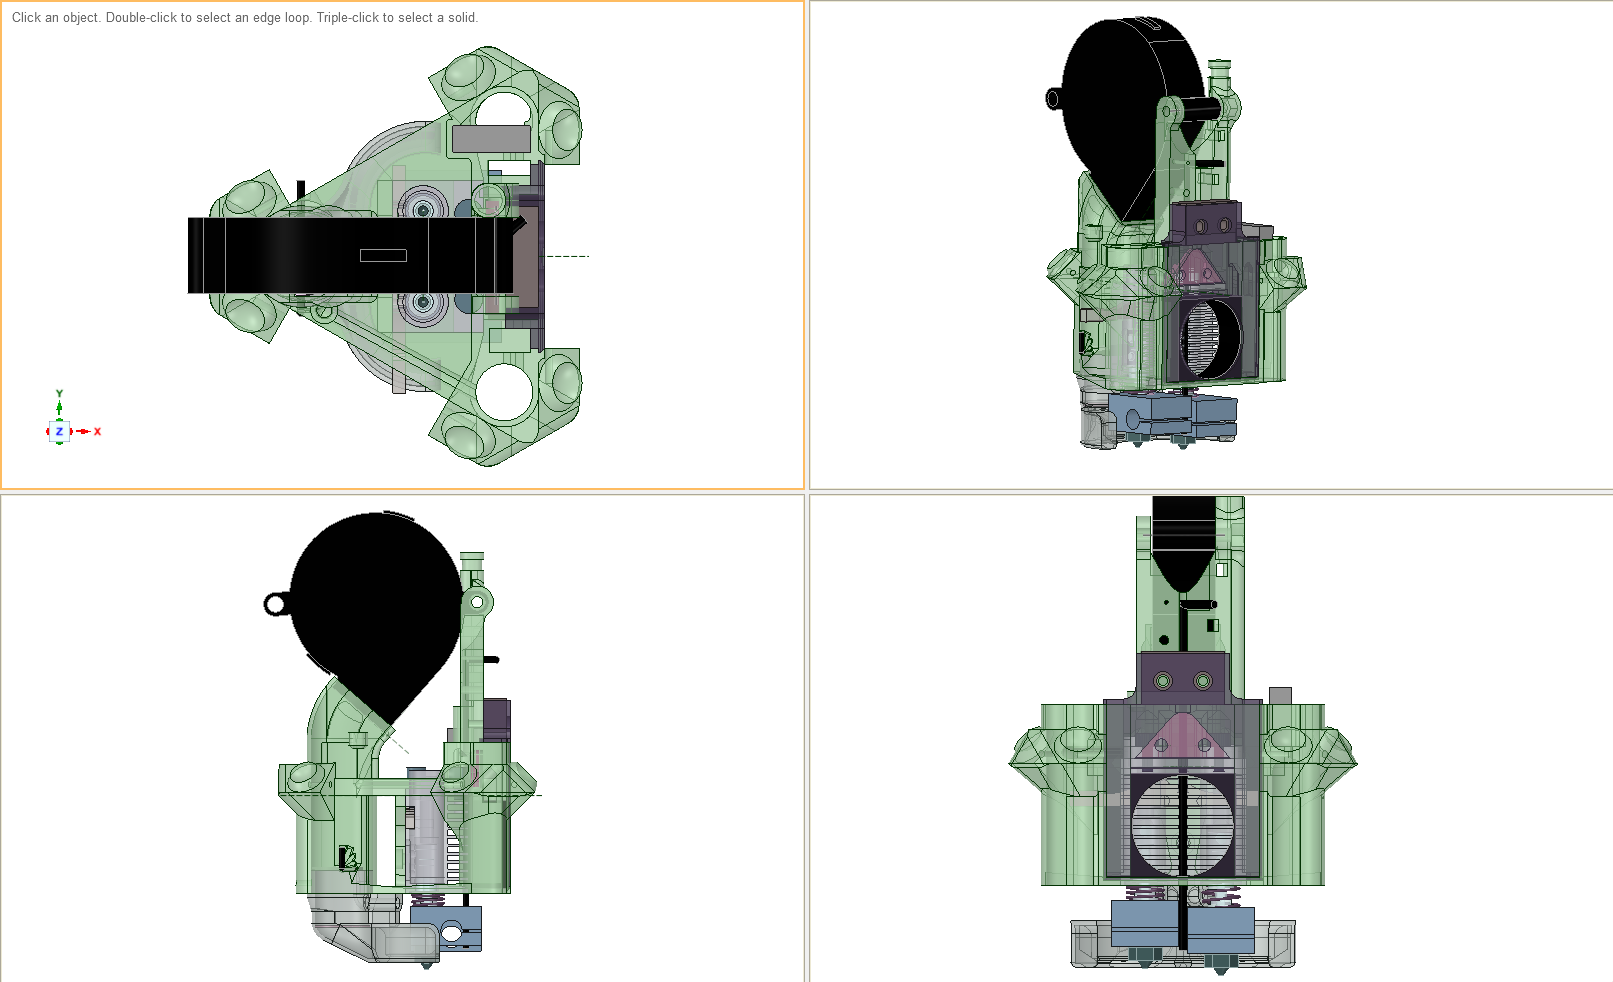 Click an object. Double-click to select an edge loop. Triple-click to select a solid.
Y
Z
X